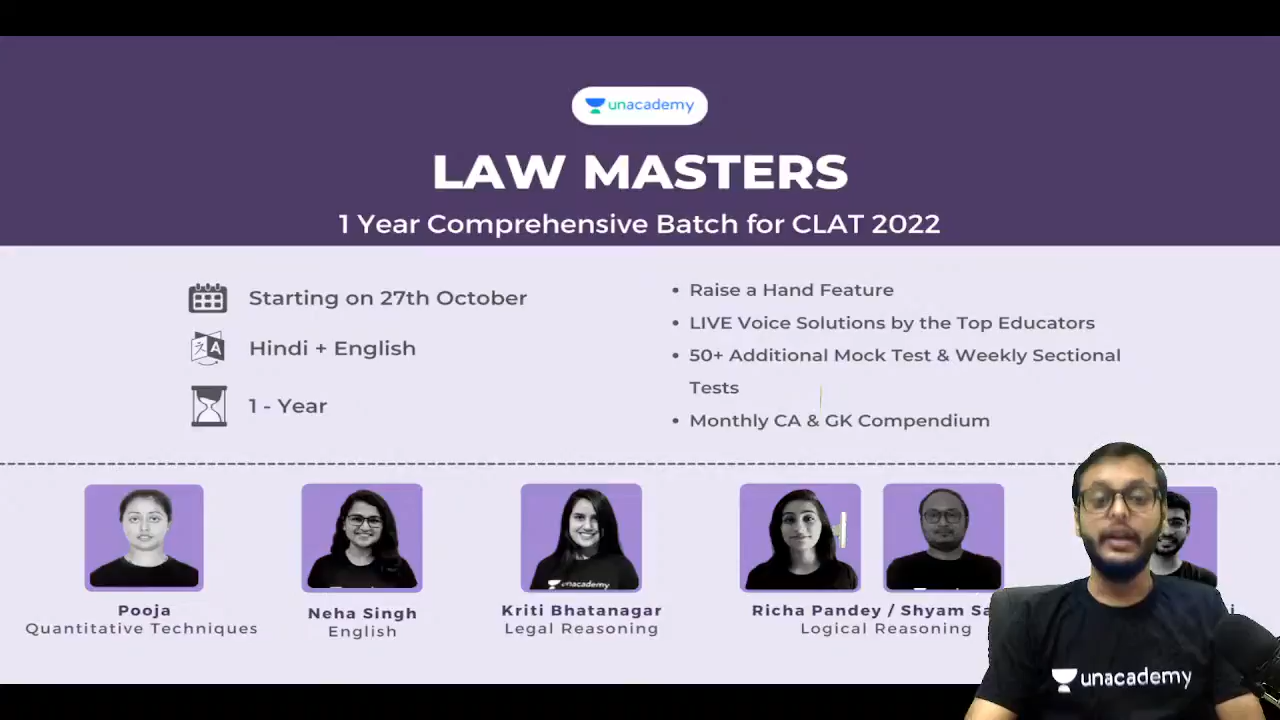 unacademy
LAW MASTERS
1 Year Comprehensive Batch for CLAT 2022
Starting on 27th October
Hindi + English
1 - Year
• Raise a Hand Feature
• LIVE Voice Solutions by the Top Educators
• 50+ Additional Mock Test & Weekly Sectional
Tests
• Monthly CA & GK Compendium
unacademy
Pooja
Quantitative Techniques
Neha Singh
English
Kriti Bhatanagar
Legal Reasoning
Richa Pandey / Shyam
Logical Reasoning
unacademy